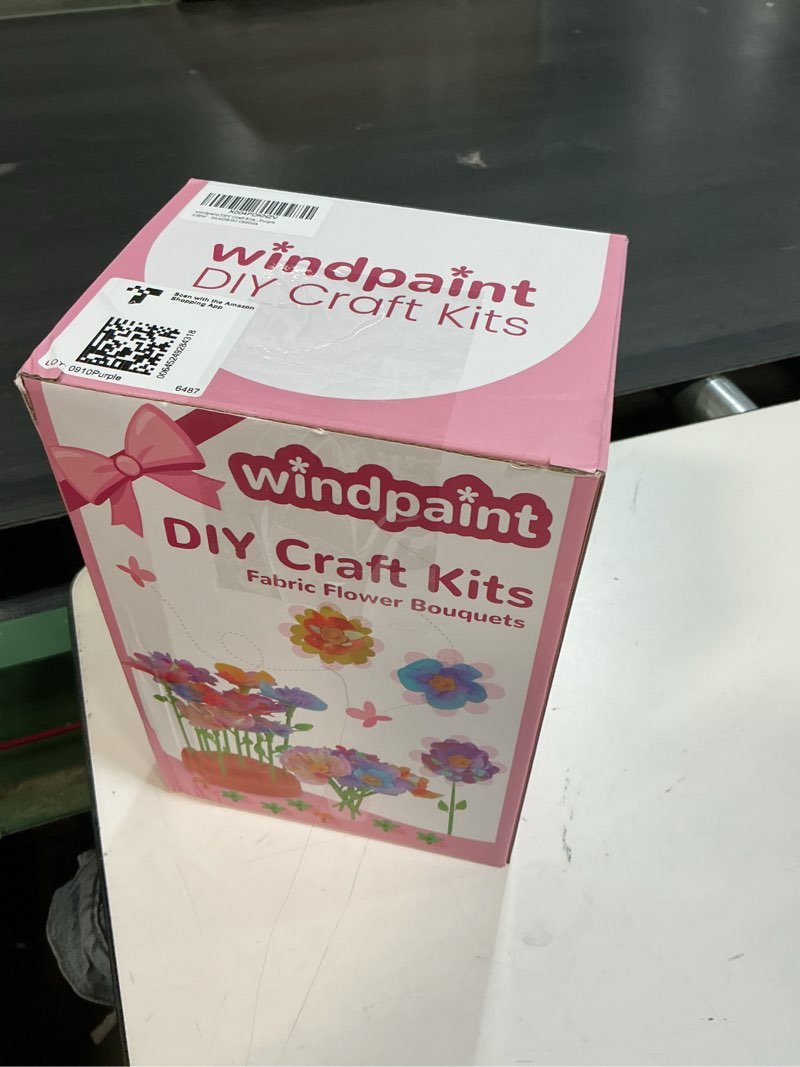 X004PDKNZV
windpaint
DIY Craft Kits
Scan with the Amazon
Shopping App
LOT: 0910Purple
6487
windpaint
DIY Craft Kits
Fabric Flower Bouquets